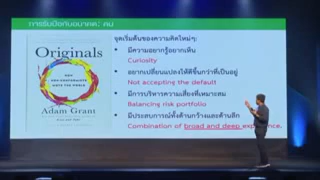 การรับมือกับอนาคต: คน
Originals
HOW NON-CONFORMISTS MOVE THE WORLD
Adam Grant
จุดเริ่มต้นของความคิดใหม่ๆ:
• มีความอยากรู้อยากเห็น
Curiosity
• อยากเปลี่ยนแปลงให้ดีขึ้นกว่าที่เป็นอยู่
Not accepting the default
• มีการบริหารความเสี่ยงที่เหมาะสม
Balancing risk portfolio
• มีประสบการณ์ทั้งด้านกว้างและด้านลึก
Combination of broad and deep experience.